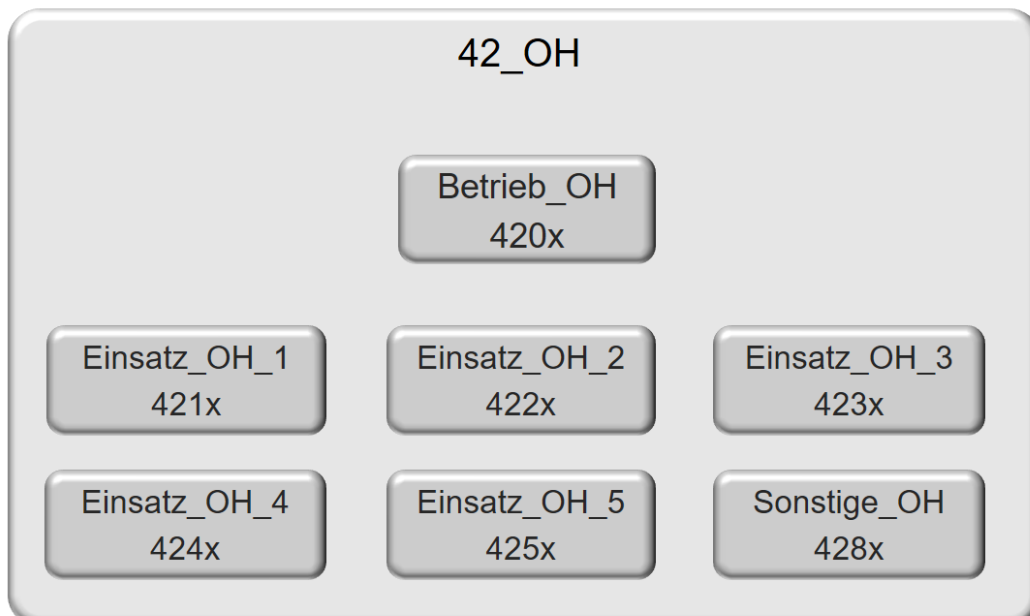 42_OH
Betrieb_OH
420x
Einsatz_OH_1
421x
Einsatz_OH_2
422x
Einsatz_OH_3
423x
Einsatz_OH_4
424x
Einsatz_OH_5
425x
Sonstige_OH
428x